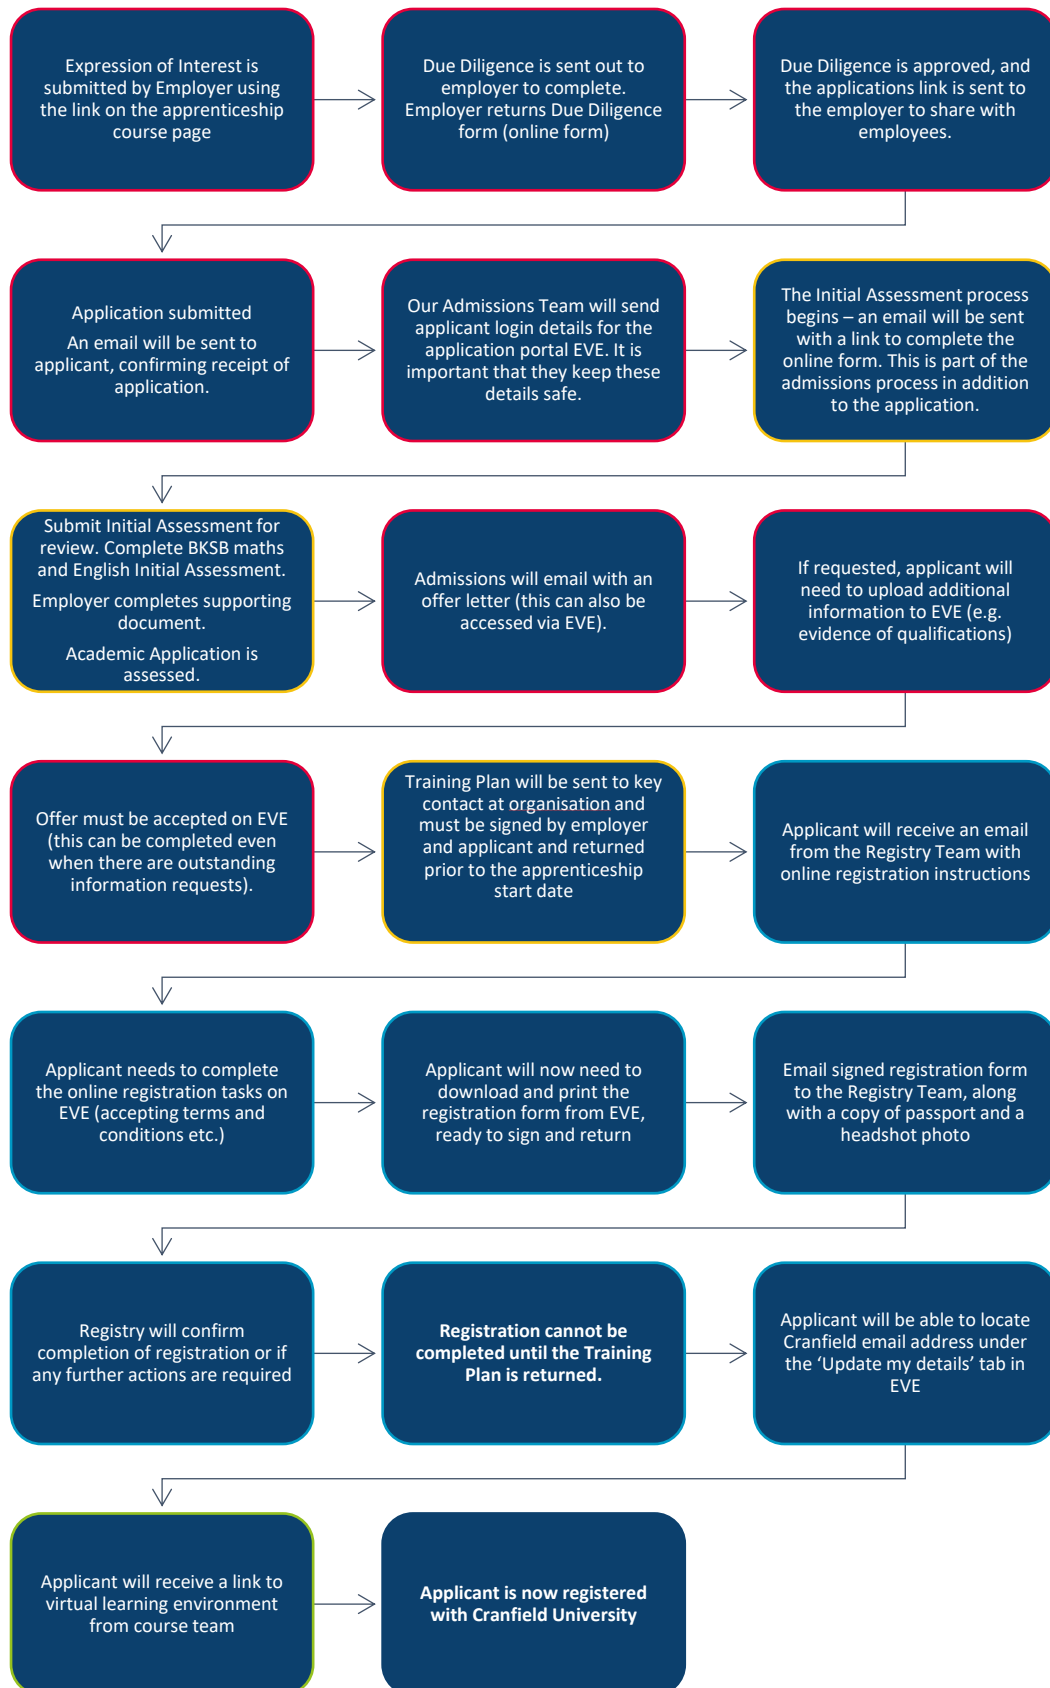 Expression of Interest is
submitted by Employer using
the link on the apprenticeship
course page
Due Diligence is sent out to
employer to complete.
Employer returns Due Diligence
form (online form)
Due Diligence is approved, and
the applications link is sent to
the employer to share with
employees.
Application submitted
An email will be sent to
applicant, confirming receipt of
application.
Our Admissions Team will send
applicant login details for the
application portal EVE. It is
important that they keep these
details safe.
The Initial Assessment process
begins – an email will be sent
with a link to complete the
online form. This is part of the
admissions process in addition
to the application.
Submit Initial Assessment for
review. Complete BKSB maths
and English Initial Assessment.
Employer completes supporting
document.
Academic Application is
assessed.
Admissions will email with an
offer letter (this can also be
accessed via EVE).
If requested, applicant will
need to upload additional
information to EVE (e.g.
evidence of qualifications)
Offer must be accepted on EVE
(this can be completed even
when there are outstanding
information requests).
Training Plan will be sent to key
contact at organisation and
must be signed by employer
and applicant and returned
prior to the apprenticeship
start date
Applicant will receive an email
from the Registry Team with
online registration instructions
Applicant needs to complete
the online registration tasks on
EVE (accepting terms and
conditions etc.)
Applicant will now need to
download and print the
registration form from EVE,
ready to sign and return
Email signed registration form
to the Registry Team, along
with a copy of passport and a
headshot photo
Registry will confirm
completion of registration or if
any further actions are required
Registration cannot be
completed until the Training
Plan is returned.
Applicant will be able to locate
Cranfield email address under
the ‘Update my details’ tab in
EVE
Applicant will receive a link to
virtual learning environment
from course team
Applicant is now registered
with Cranfield University